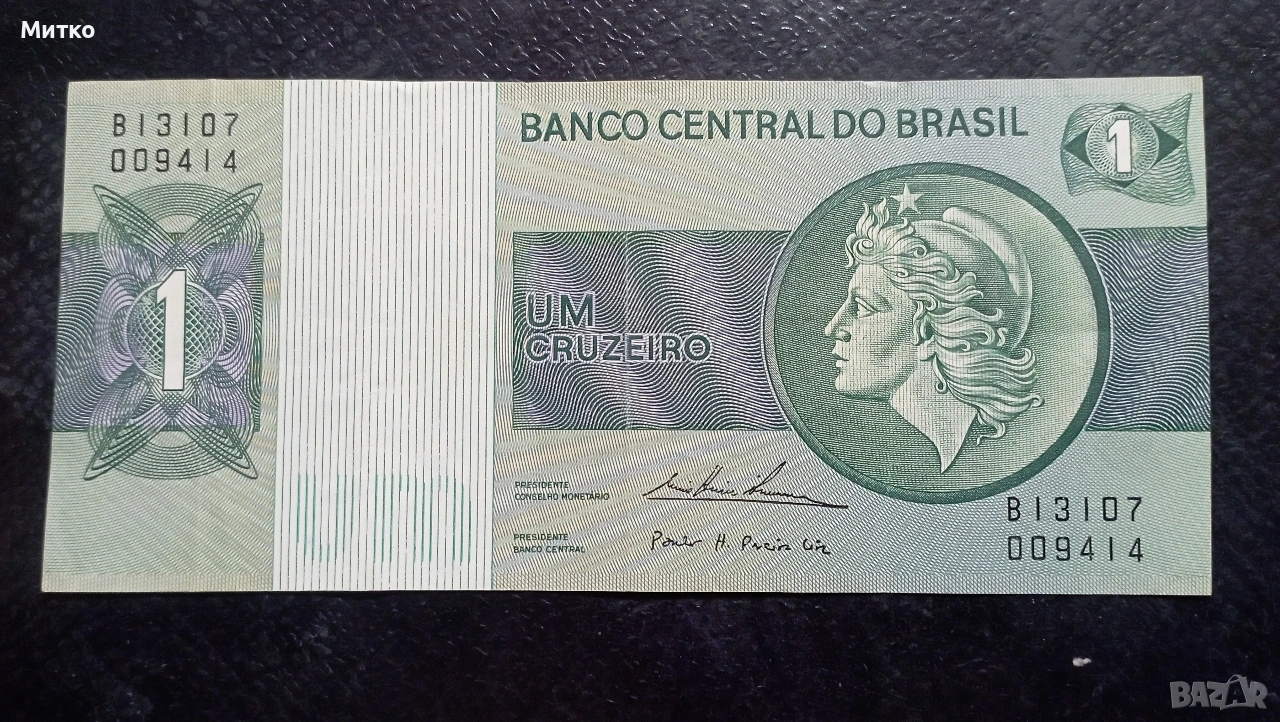 Митко
B13107
009414
BANCO CENTRAL DO BRASIL
1
1
UM
CRUZEIRO
PRESIDENTE
CONSELHO MONETÁRIO
PRESIDENTE
BANCO CENTRAL
B13107
009414
BAZAR